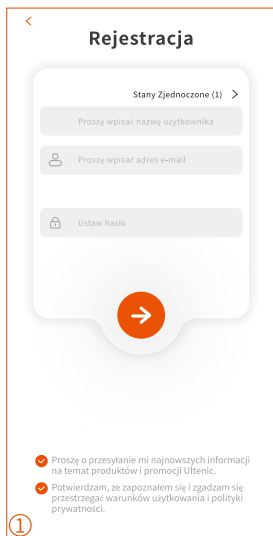 Rejestracja
Stany Zjednoczone (1)
Proszę wpisać nazwę użytkownika
Proszę wpisać adres e-mail
Ustaw hasło
Proszę o przesyłanie mi najnowszych informacji
na temat produktów i promocji Ultenic.
Potwierdzam, że zapoznałem się i zgadzam się
przestrzegać warunków użytkowania i polityki
prywatności.
①